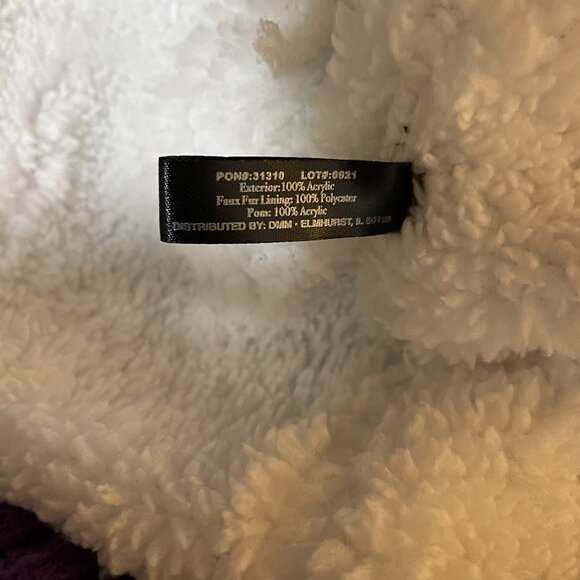 PON#:31310 LOT#:0921
Exterior:100% Acrylic
Faux Fur Lining: 100% Polyester
Pom: 100% Acrylic
DISTRIBUTED BY: DMM · ELMHURST, IL